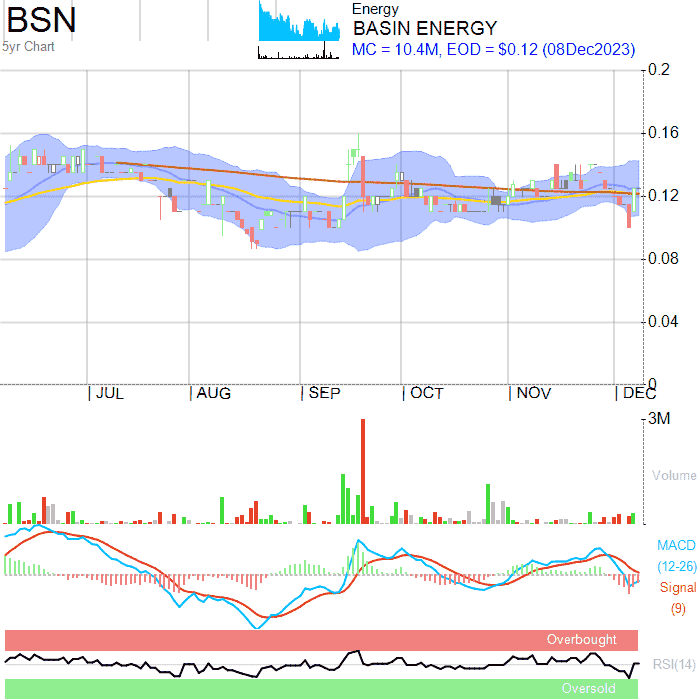 BSN
5yr Chart
Energy
BASIN ENERGY
MC = 10.4M, EOD = $0.12 (08Dec2023)
0.2
0.16
0.12
0.08
0.04
0
JUL AUG SEP OCT NOV DEC
3M
Volume
MACD
(12-26)
Signal
(9)
Overbought
RSI(14)
Oversold